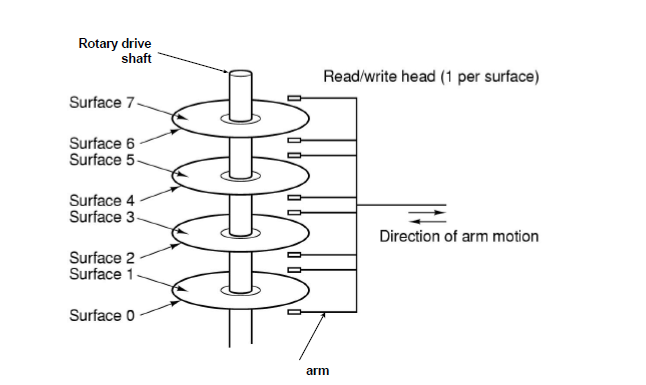 Rotary drive
shaft
Read/write head (1 per surface)
Surface 7
Surface 6
Surface 5
Surface 4
Surface 3
Direction of arm motion
Surface 2
Surface 1
Surface 0
arm